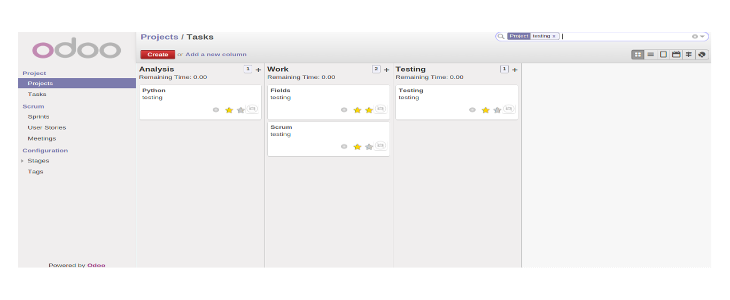 odoo
Projects / Tasks
Project testing x
Create or Add a new column
Project
Projects
Tasks
Scrum
Sprints
User Stories
Meetings
Configuration
Stages
Tags
Powered by Odoo
Analysis 1 +
Remaining Time: 0.00
Python
testing
Work 2 +
Remaining Time: 0.00
Fields
testing
Scrum
testing
Testing 1 +
Remaining Time: 0.00
Testing
testing